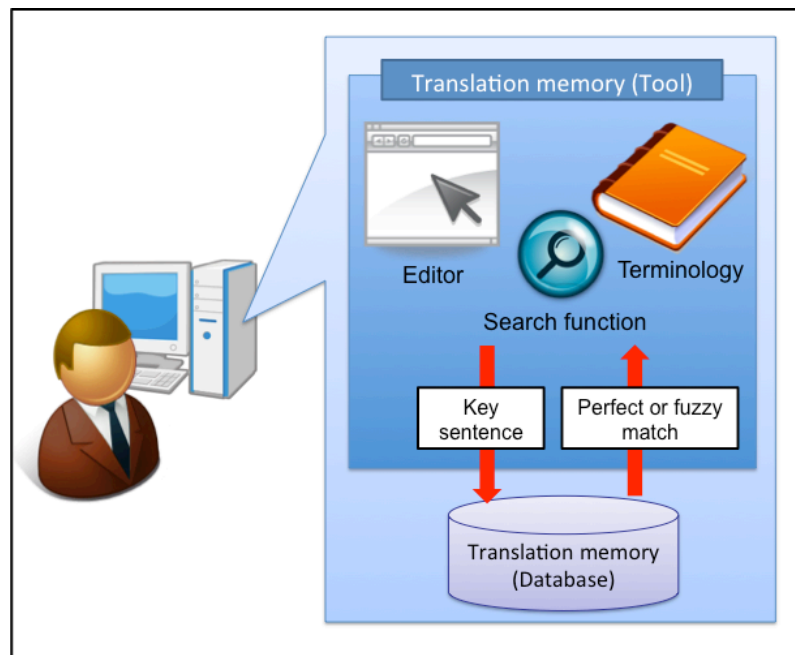 Translation memory (Tool)
Editor
Terminology
Search function
Key
sentence
Perfect or fuzzy
match
Translation memory
(Database)